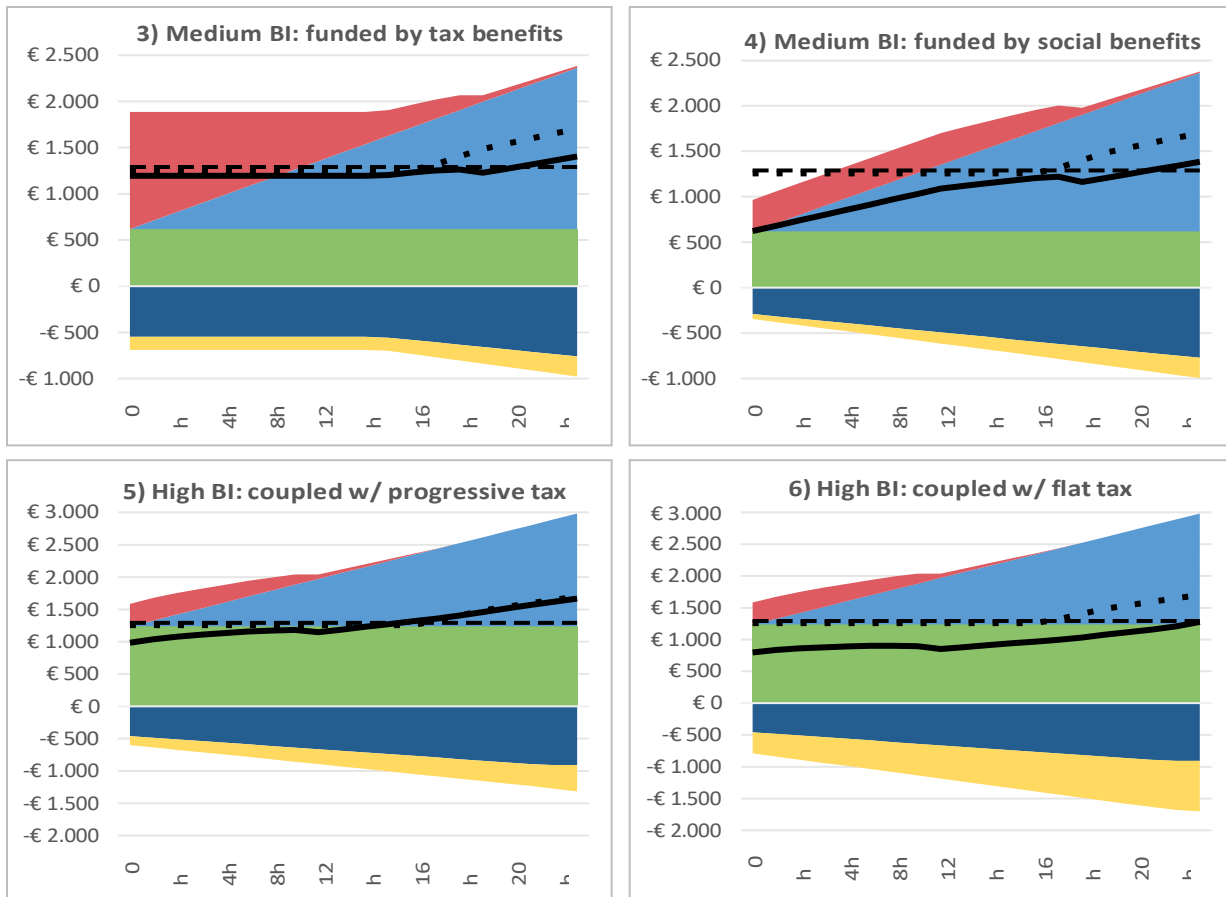 3) Medium BI: funded by tax benefits
€ 2.500
€ 2.000
€ 1.500
€ 1.000
€ 500
€ 0
-€ 500
-€ 1.000
0
h
4h
8h
12
h
16
h
20
h
4) Medium BI: funded by social benefits
€ 2.500
€ 2.000
€ 1.500
€ 1.000
€ 500
€ 0
-€ 500
-€ 1.000
0
h
4h
8h
12
h
16
h
20
h
5) High BI: coupled w/ progressive tax
€ 3.000
€ 2.500
€ 2.000
€ 1.500
€ 1.000
€ 500
€ 0
-€ 500
-€ 1.000
-€ 1.500
-€ 2.000
0
h
4h
8h
12
h
16
h
20
h
6) High BI: coupled w/ flat tax
€ 3.000
€ 2.500
€ 2.000
€ 1.500
€ 1.000
€ 500
€ 0
-€ 500
-€ 1.000
-€ 1.500
-€ 2.000
0
h
4h
8h
12
h
16
h
20
h